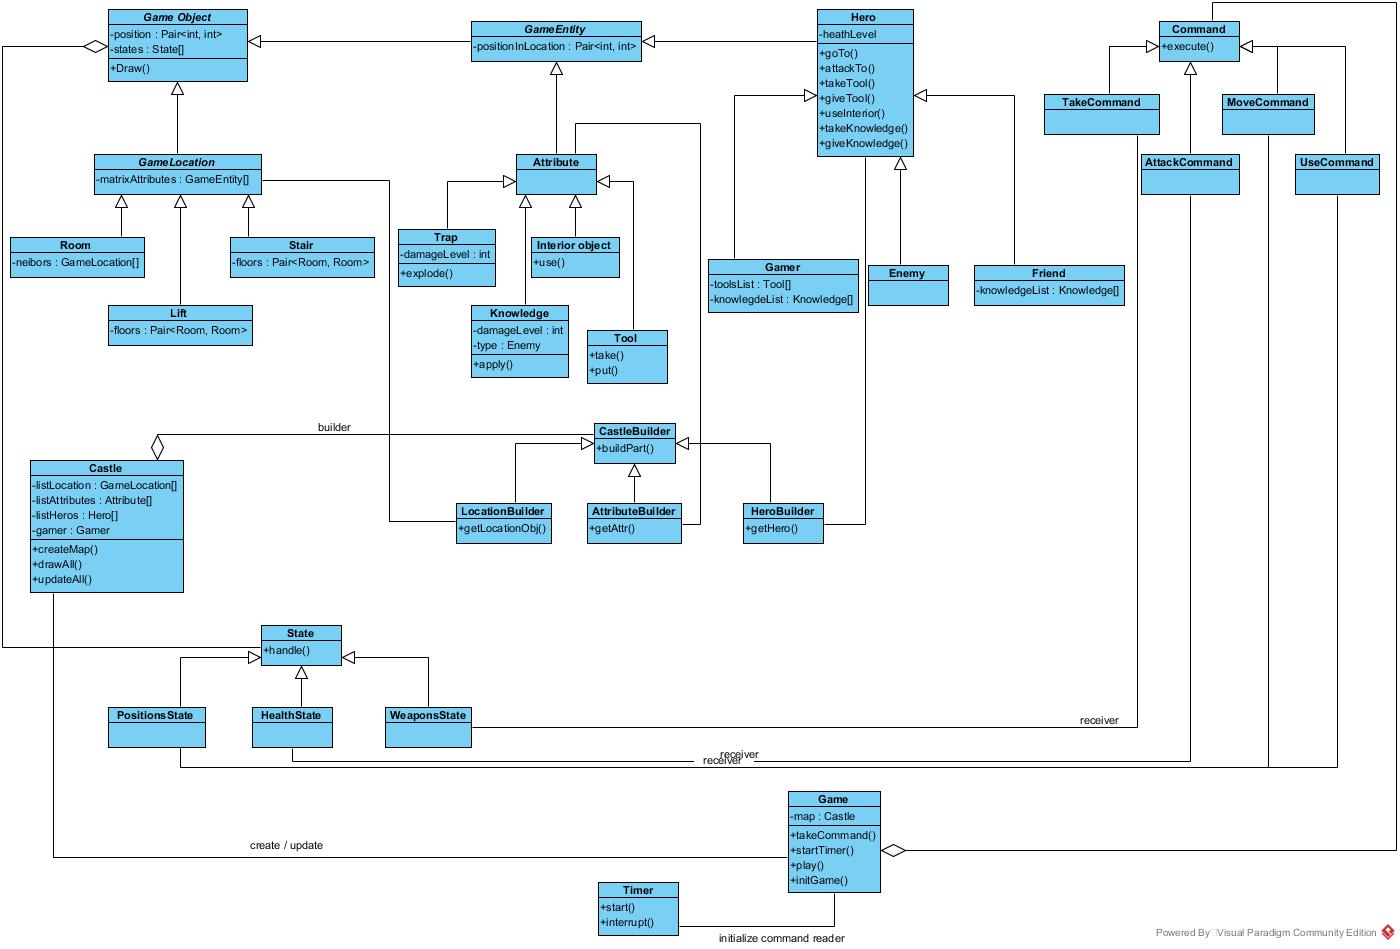 Game Object
-position : Pair<int, int>
-states : State[]
+Draw()
GameEntity
-positionInLocation : Pair<int, int>
Hero
-heathLevel
+goTo()
+attackTo()
+takeTool()
+giveTool()
+useInterior()
+takeKnowledge()
+giveKnowledge()
Command
+execute()
TakeCommand
MoveCommand
AttackCommand
UseCommand
GameLocation
-matrixAttributes : GameEntity[]
Attribute
Room
-neibors : GameLocation[]
Stair
-floors : Pair<Room, Room>
Lift
-floors : Pair<Room, Room>
Trap
-damageLevel : int
+explode()
Interior object
+use()
Knowledge
-damageLevel : int
-type : Enemy
+apply()
Tool
+take()
+put()
Gamer
-toolsList : Tool[]
-knowlegdeList : Knowledge[]
Enemy
Friend
-knowledgeList : Knowledge[]
builder
CastleBuilder
+buildPart()
Castle
-listLocation : GameLocation[]
-listAttributes : Attribute[]
-listHeros : Hero[]
-gamer : Gamer
+createMap()
+drawAll()
+updateAll()
LocationBuilder
+getLocationObj()
AttributeBuilder
+getAttr()
HeroBuilder
+getHero()
State
+handle()
PositionsState
HealthState
WeaponsState
receiver
receiver
receiver
Game
-map : Castle
+takeCommand()
+startTimer()
+play()
+initGame()
create / update
Timer
+start()
+interrupt()
initialize command reader
Powered By Visual Paradigm Community Edition